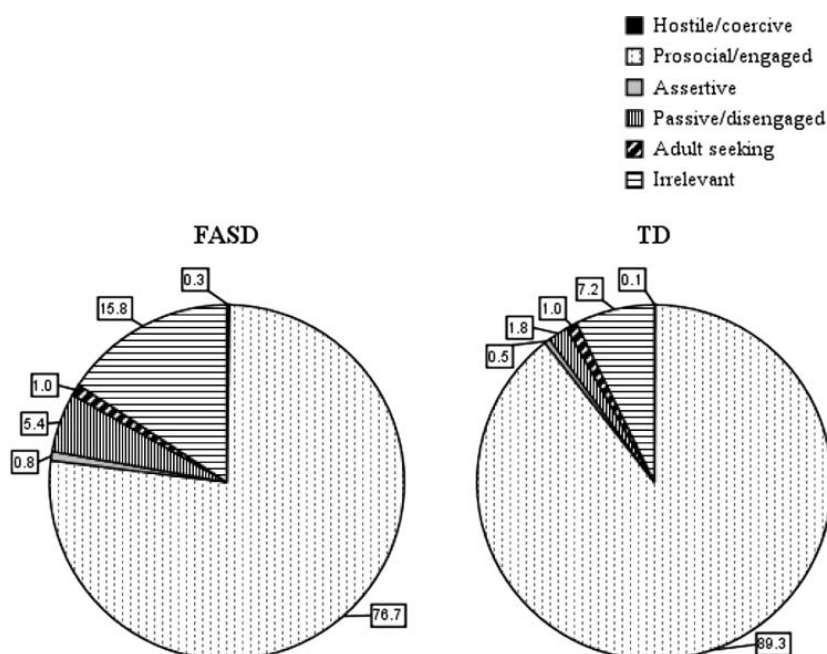 Hostile/coercive
Prosocial/engaged
Assertive
Passive/disengaged
Adult seeking
Irrelevant
FASD
TD
0.3
15.8
1.0
5.4
0.8
76.7
0.1
7.2
1.0
1.8
0.5
89.3